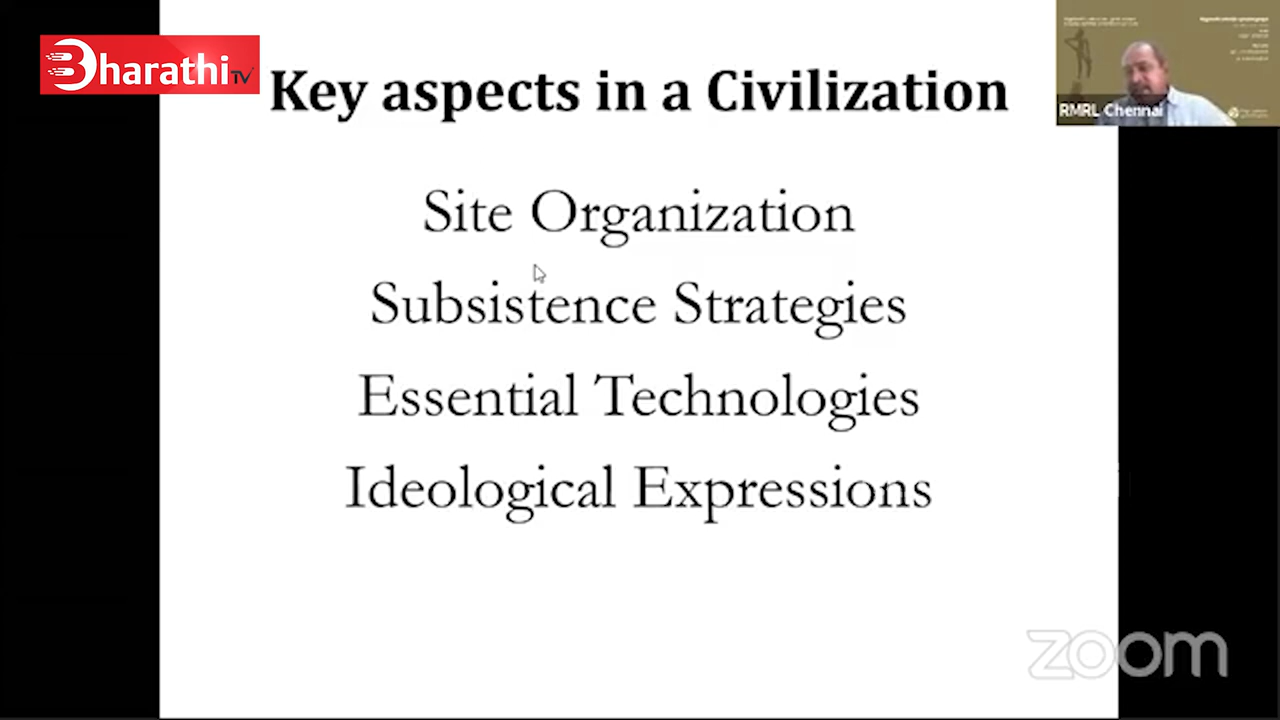 Bharathi TV
Key aspects in a Civilization
RMRL Chennai
Site Organization
Subsistence Strategies
Essential Technologies
Ideological Expressions
zoom